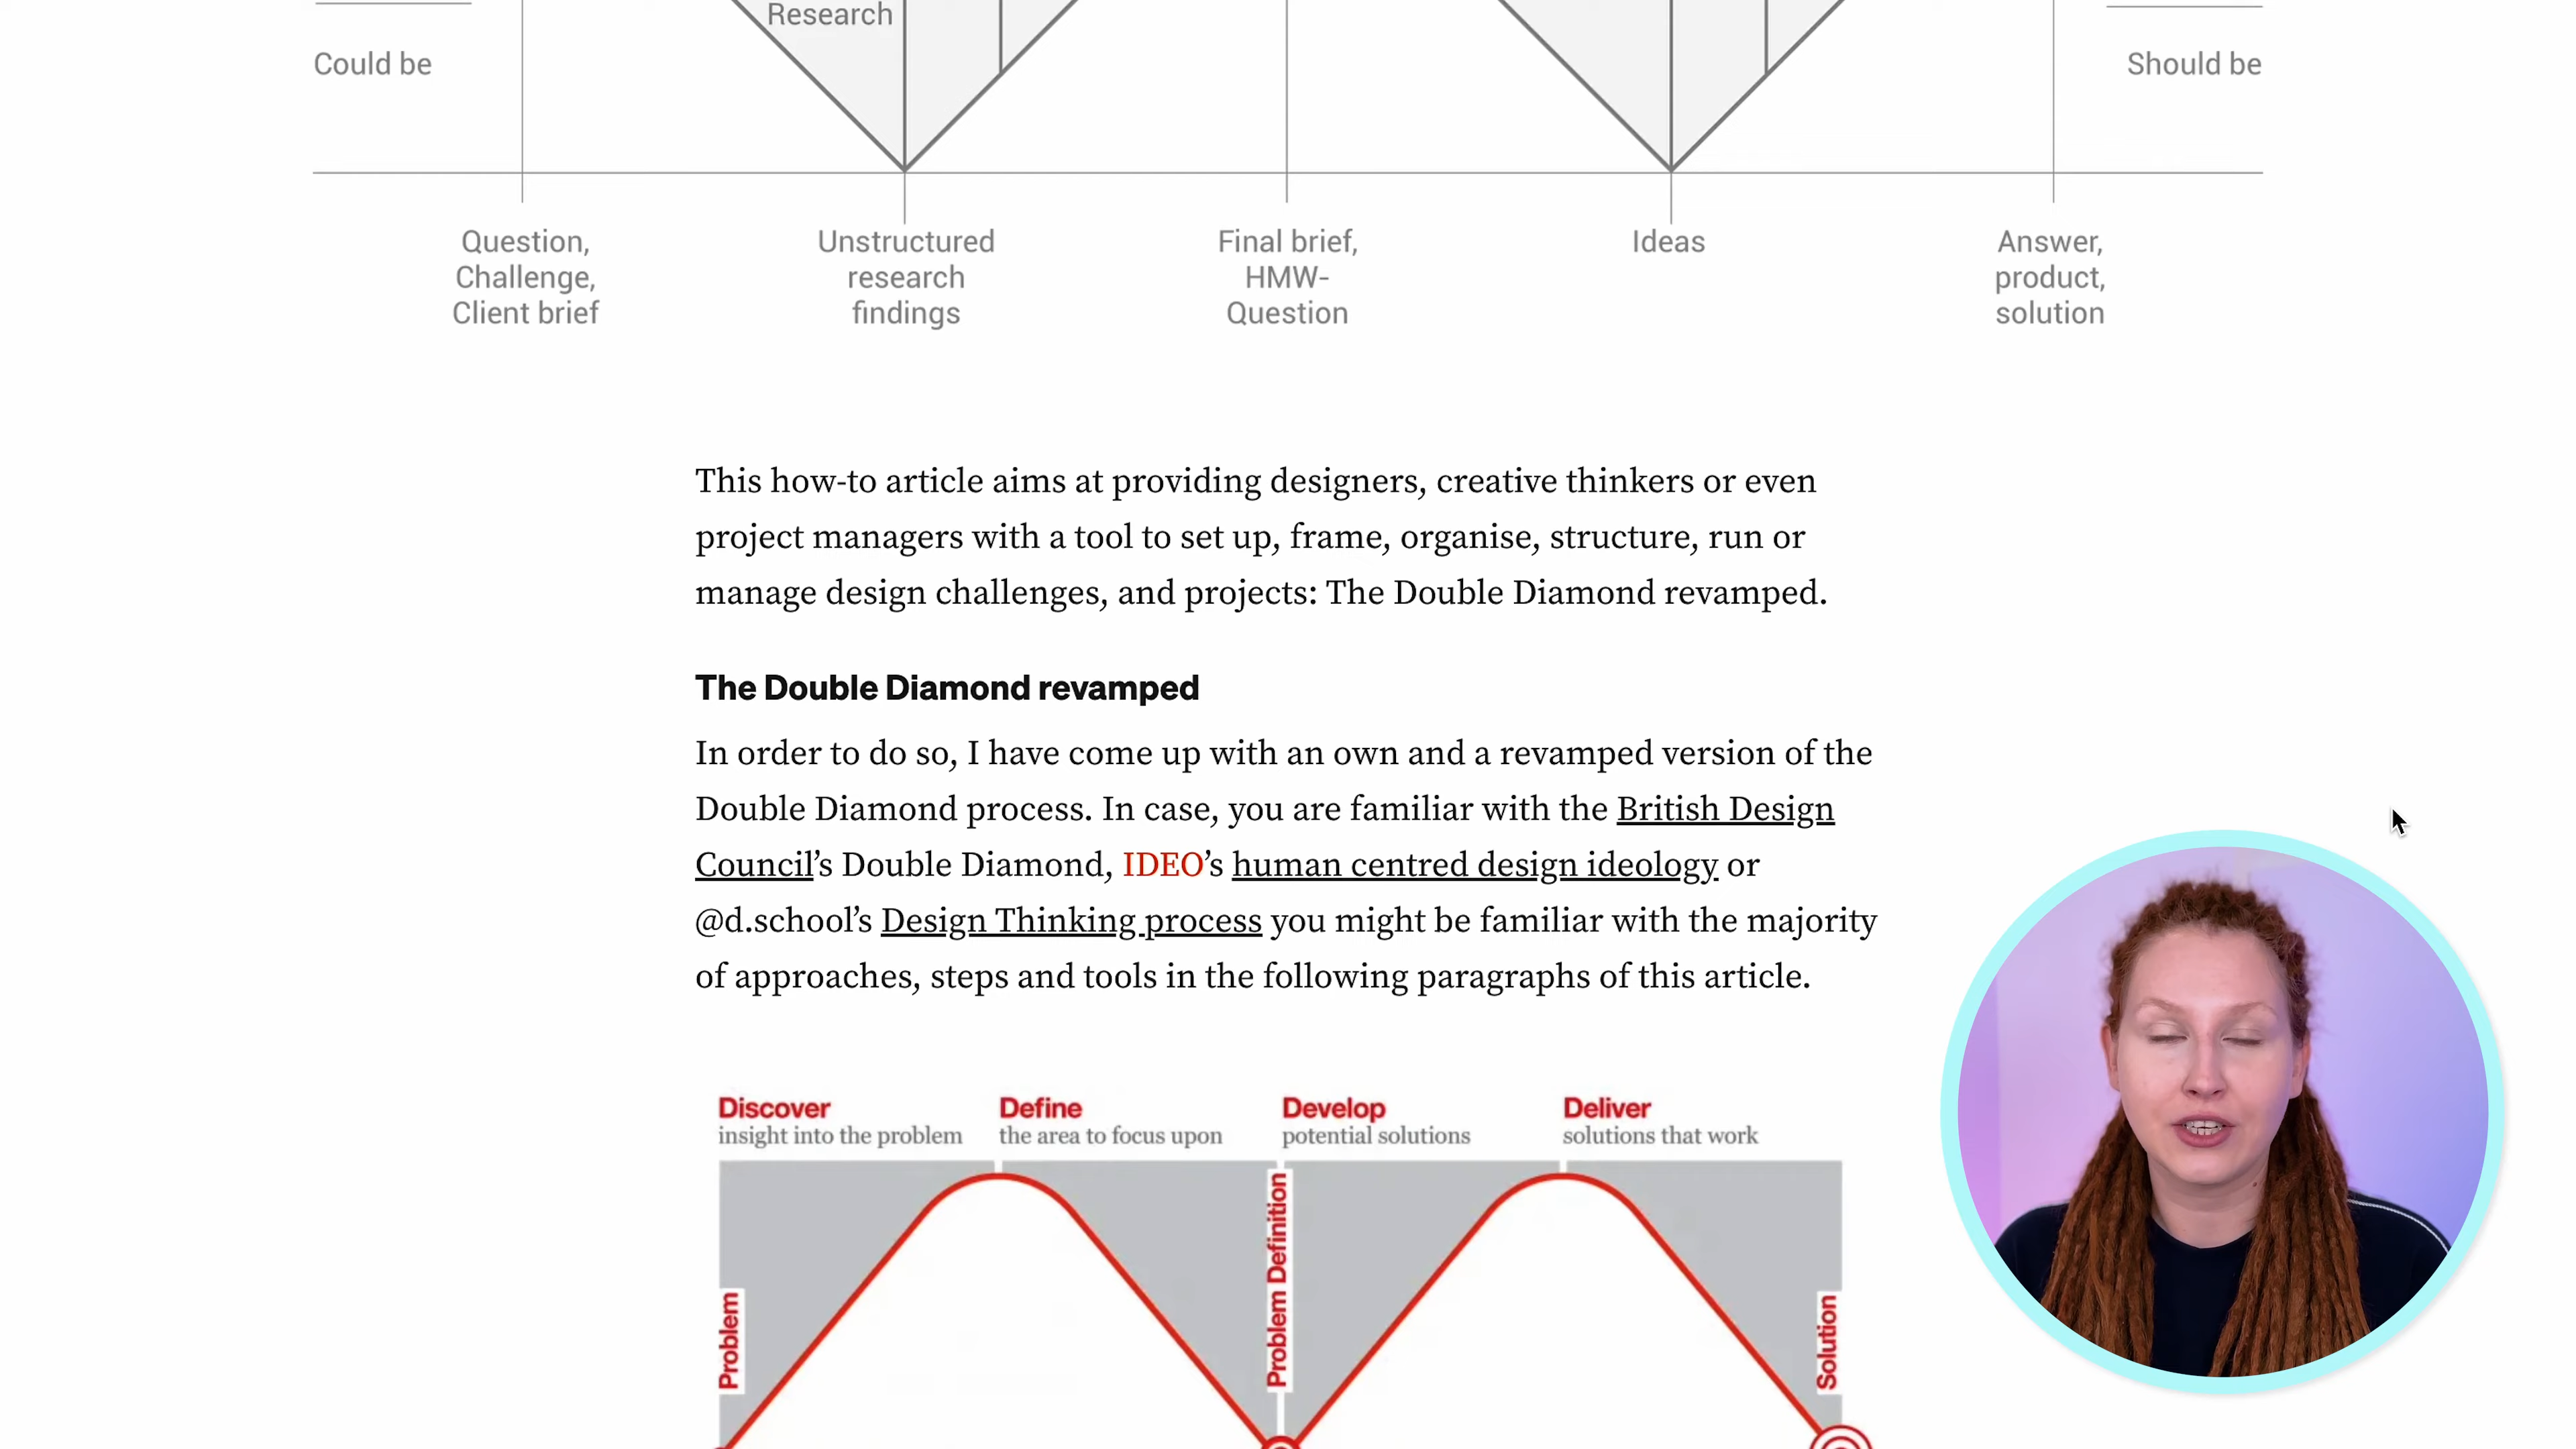 Research
Could be
Should be
Question,
Challenge,
Client brief
Unstructured
research
findings
Final brief,
HMW-
Question
Ideas
Answer,
product,
solution
This how-to article aims at providing designers, creative thinkers or even
project managers with a tool to set up, frame, organise, structure, run or
manage design challenges, and projects: The Double Diamond revamped.
The Double Diamond revamped
In order to do so, I have come up with an own and a revamped version of the
Double Diamond process. In case, you are familiar with the British Design
Council’s Double Diamond, IDEO’s human centred design ideology or
@d.school’s Design Thinking process you might be familiar with the majority
of approaches, steps and tools in the following paragraphs of this article.
Discover
insight into the problem
Define
the area to focus upon
Develop
potential solutions
Deliver
solutions that work
Problem
Problem Definition
Solution